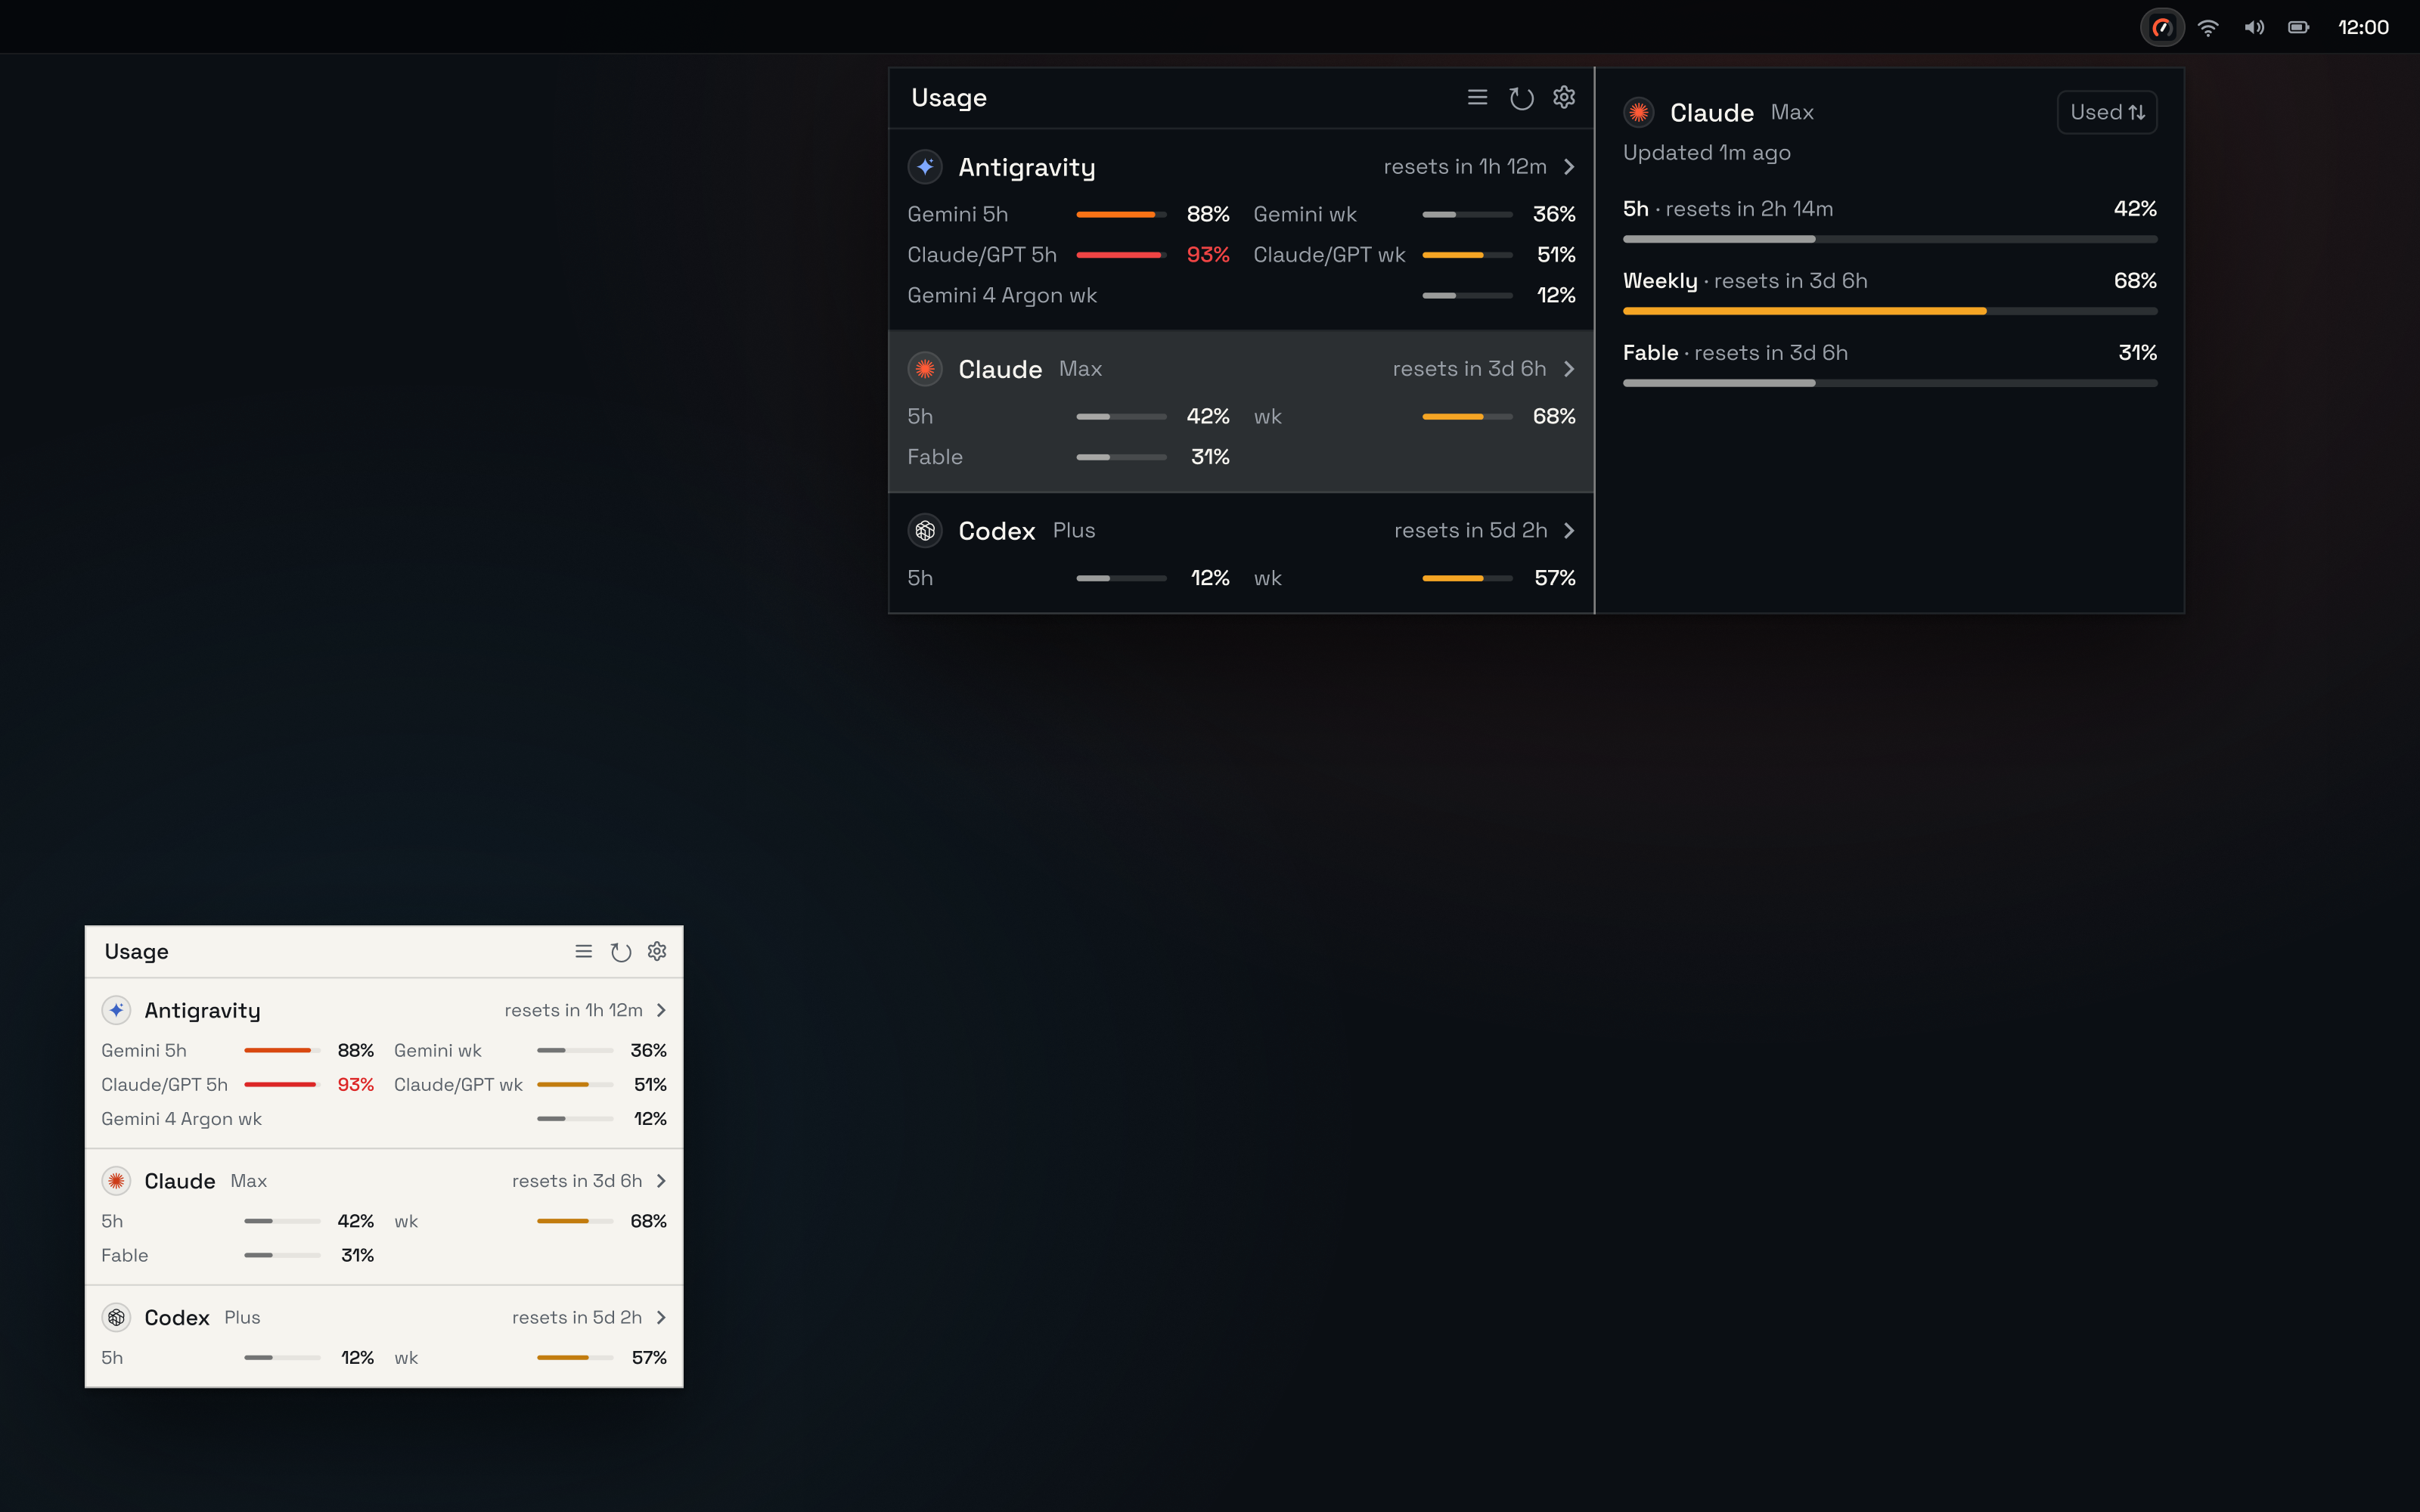 12:00
Usage
Antigravity resets in 1h 12m
Gemini 5h 88% Gemini wk 36%
Claude/GPT 5h 93% Claude/GPT wk 51%
Gemini 4 Argon wk 12%
Claude Max resets in 3d 6h
5h 42% wk 68%
Fable 31%
Codex Plus resets in 5d 2h
5h 12% wk 57%
Claude Max Used
Updated 1m ago
5h · resets in 2h 14m 42%
Weekly · resets in 3d 6h 68%
Fable · resets in 3d 6h 31%
Usage
Antigravity resets in 1h 12m
Gemini 5h 88% Gemini wk 36%
Claude/GPT 5h 93% Claude/GPT wk 51%
Gemini 4 Argon wk 12%
Claude Max resets in 3d 6h
5h 42% wk 68%
Fable 31%
Codex Plus resets in 5d 2h
5h 12% wk 57%